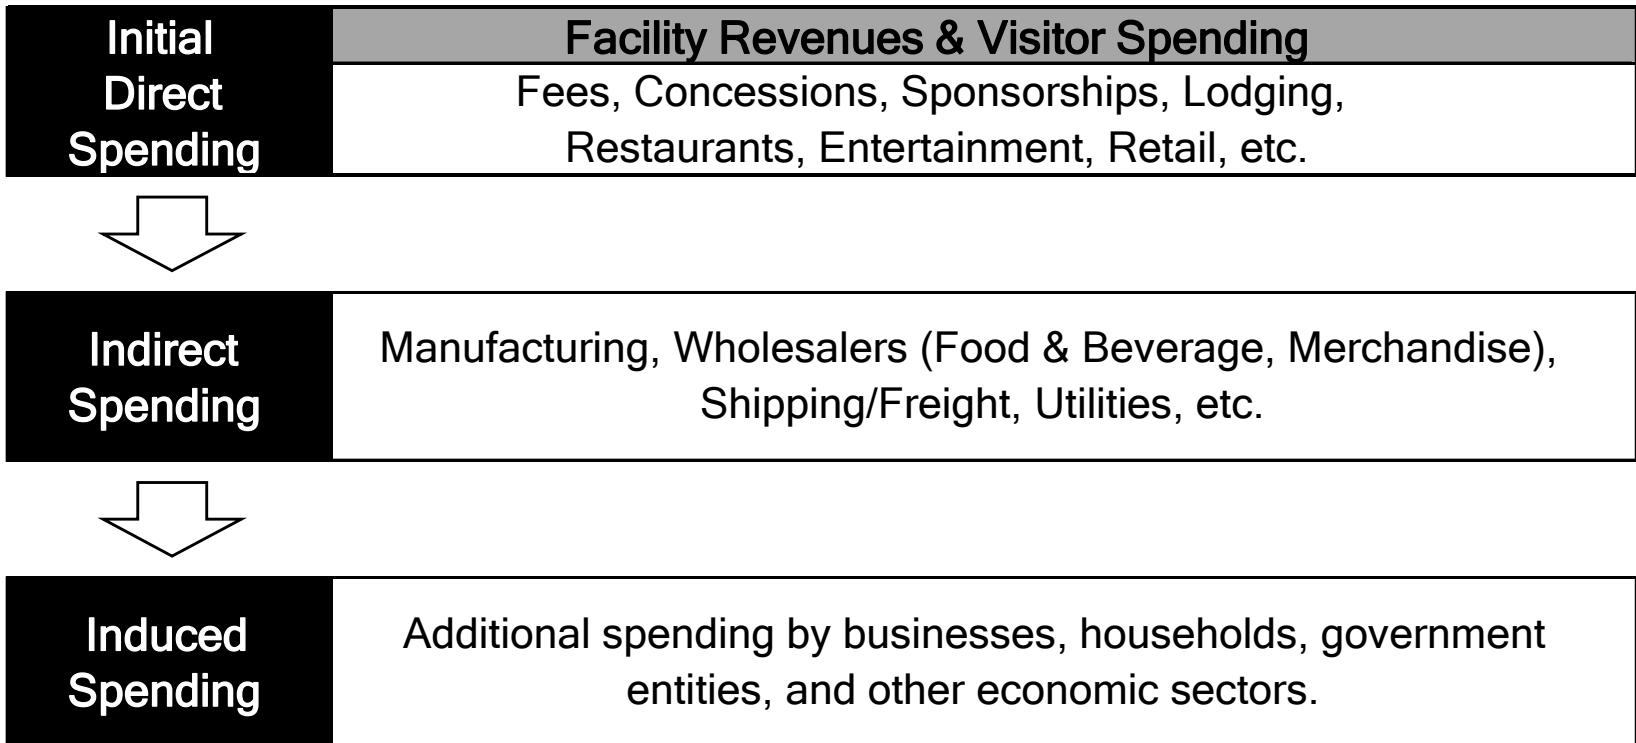 Initial
Direct
Spending
Facility Revenues & Visitor Spending
Fees, Concessions, Sponsorships, Lodging,
Restaurants, Entertainment, Retail, etc.
Indirect
Spending
Manufacturing, Wholesalers (Food & Beverage, Merchandise),
Shipping/Freight, Utilities, etc.
Induced
Spending
Additional spending by businesses, households, government
entities, and other economic sectors.